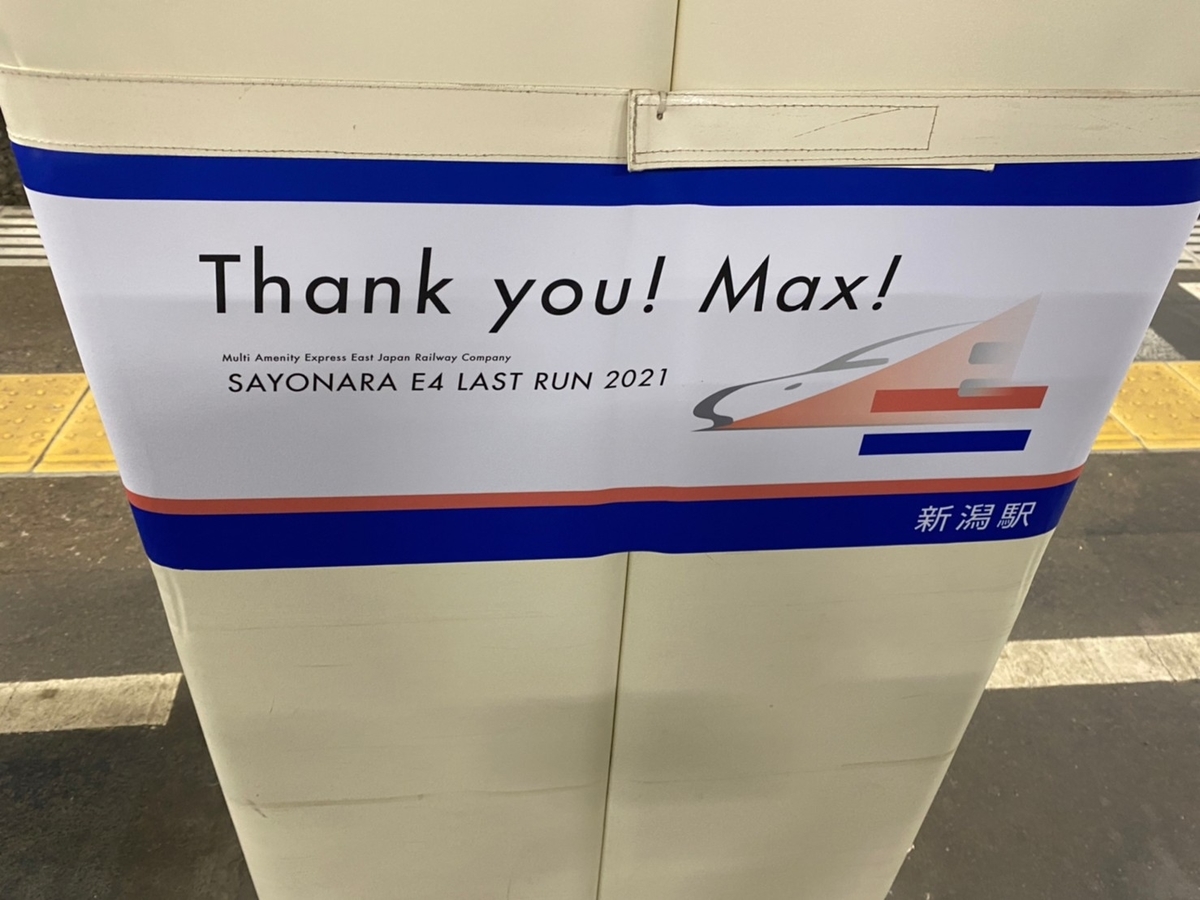 Thank you! Max!
Multi Amenity Express East Japan Railway Company
SAYONARA E4 LAST RUN 2021
新潟駅